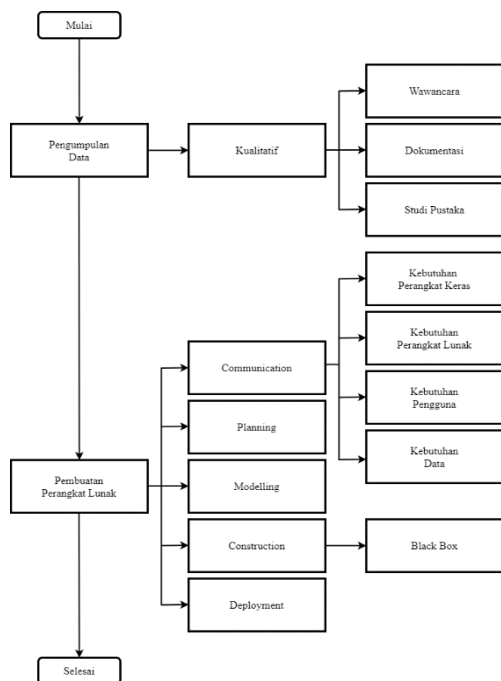 Mulai
Pengumpulan
Data
Kualitatif
Wawancara
Dokumentasi
Studi Pustaka
Pembuatan
Perangkat Lunak
Communication
Kebutuhan
Perangkat Keras
Kebutuhan
Perangkat Lunak
Kebutuhan
Pengguna
Kebutuhan
Data
Planning
Modelling
Construction
Black Box
Deployment
Selesai